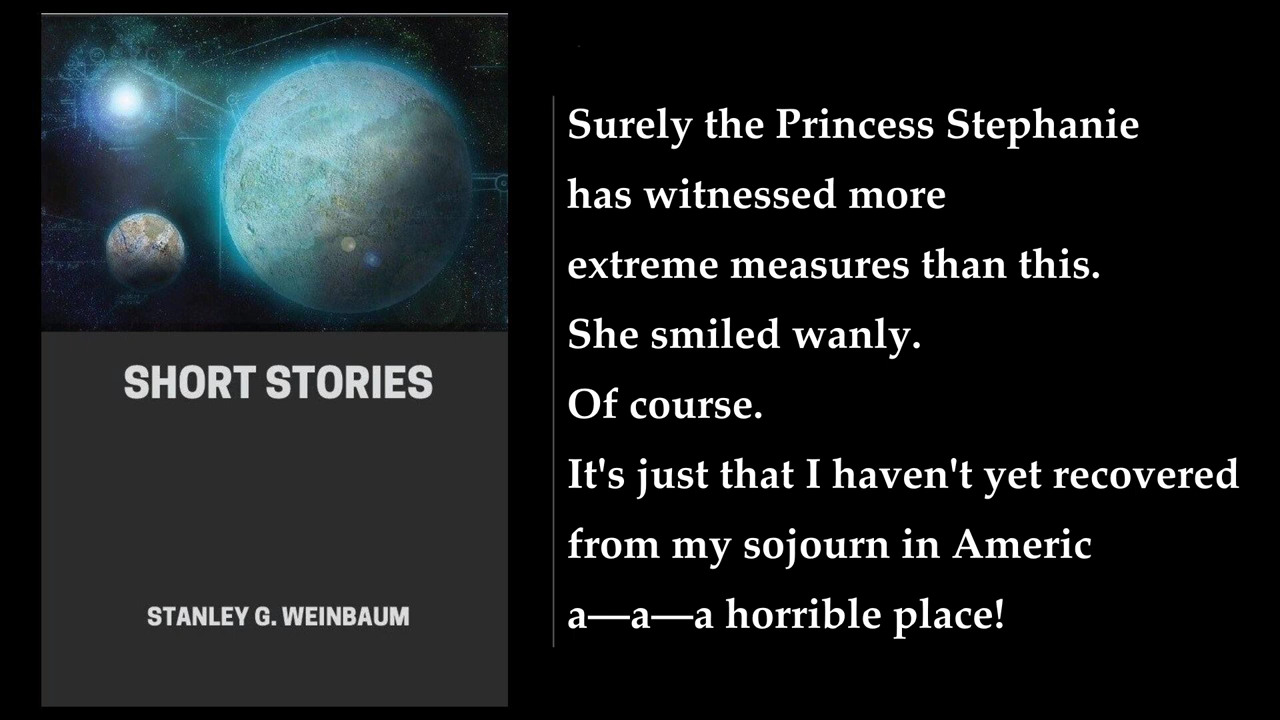 SHORT STORIES
STANLEY G. WEINBAUM
Surely the Princess Stephanie
has witnessed more
extreme measures than this.
She smiled wanly.
Of course.
It's just that I haven't yet recovered
from my sojourn in Americ
a—a—a horrible place!